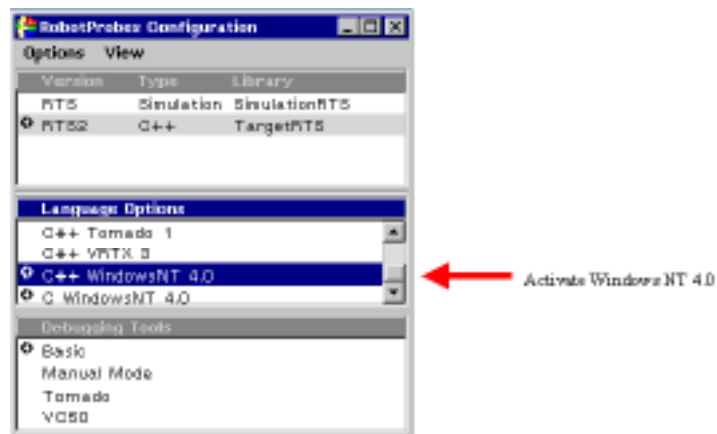 RobotProbes Configuration
Options View
Version Type Library
RTS Simulation SimulationRTS
RTS2 C++ TargetRTS
Language Options
C++ Tornado 1
C++ VRTX 3
C++ WindowsNT 4.0
C WindowsNT 4.0
Activate Windows NT 4.0
Debugging Tools
Basic
Manual Mode
Tornado
VC50